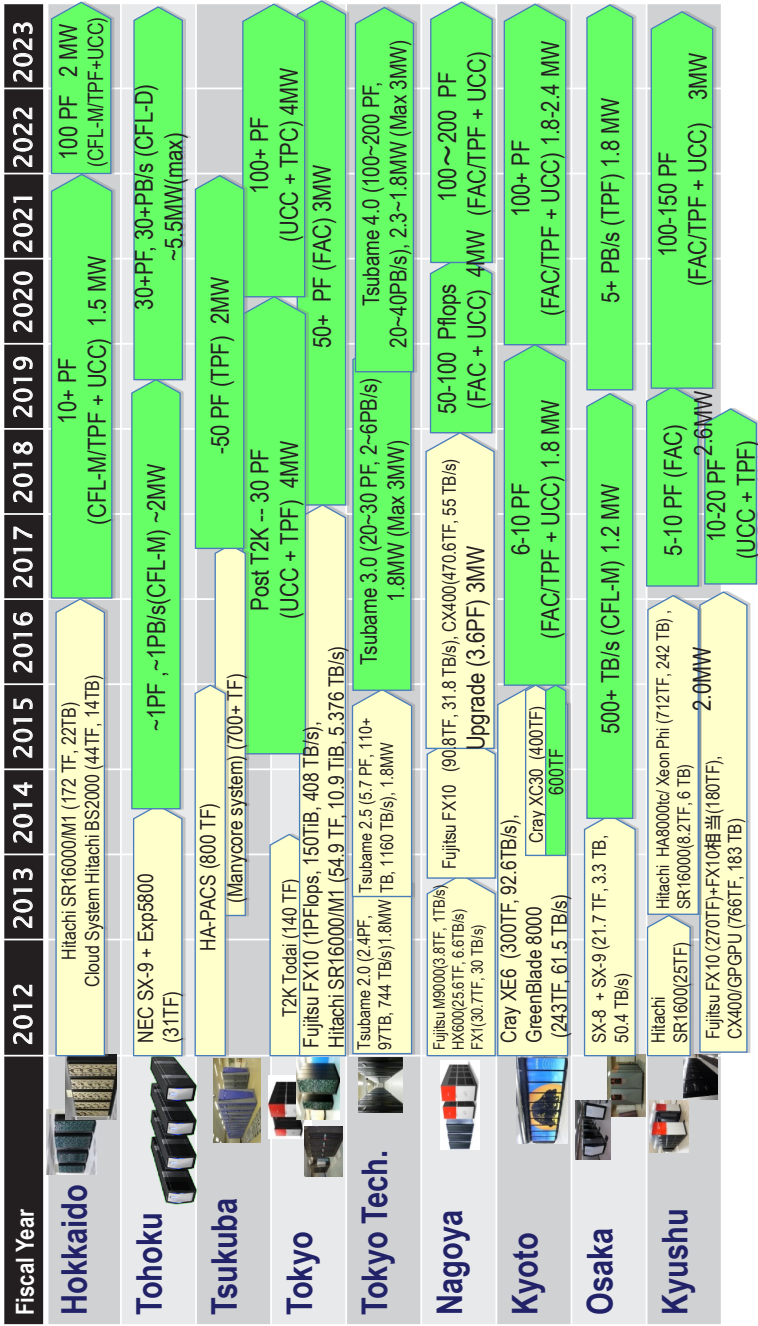 Fiscal Year 2012 2013 2014 2015 2016 2017 2018 2019 2020 2021 2022 2023
Hokkaido
Hitachi SR16000/M1 (172 TF, 22TB)
Cloud System Hitachi BS2000 (44TF, 14TB)
10+ PF
(CFL-M/TPF + UCC) 1.5 MW
100 PF 2 MW
(CFL-M/TPF+UCC)
Tohoku
NEC SX-9 + Exp5800
(31TF)
~1PF ,~1PB/s(CFL-M) ~2MW
30+PF, 30+PB/s (CFL-D)
~5.5MW(max)
Tsukuba
HA-PACS (800 TF)
(Manycore system) (700+ TF)
-50 PF (TPF) 2MW
Tokyo
T2K Todai (140 TF)
Fujitsu FX10 (1PFlops, 150TiB, 408 TB/s),
Hitachi SR16000/M1 (54.9 TF, 10.9 TiB, 5.376 TB/s)
Post T2K -- 30 PF
(UCC + TPF) 4MW
100+ PF
(UCC + TPC) 4MW
50+ PF (FAC) 3MW
Tokyo Tech.
Tsubame 2.0 (2.4PF,
97TB, 744 TB/s)1.8MW
Tsubame 2.5 (5.7 PF, 110+
TB, 1160 TB/s), 1.8MW
Tsubame 3.0 (20~30 PF, 2~6PB/s)
1.8MW (Max 3MW)
Tsubame 4.0 (100~200 PF,
20~40PB/s), 2.3~1.8MW (Max 3MW)
Nagoya
Fujitsu M9000(3.8TF, 1TB/s)
HX600(25.6TF, 6.6TB/s)
FX1(30.7TF, 30 TB/s)
Fujitsu FX10 (90.8TF, 31.8 TB/s), CX400(470.6TF, 55 TB/s)
Upgrade (3.6PF) 3MW
50-100 Pflops
(FAC + UCC) 4MW
100～200 PF
(FAC/TPF + UCC)
Kyoto
Cray XE6 (300TF, 92.6TB/s),
GreenBlade 8000
(243TF, 61.5 TB/s)
Cray XC30 (400TF)
600TF
6-10 PF
(FAC/TPF + UCC) 1.8 MW
100+ PF
(FAC/TPF + UCC) 1.8-2.4 MW
Osaka
SX-8 + SX-9 (21.7 TF, 3.3 TB,
50.4 TB/s)
500+ TB/s (CFL-M) 1.2 MW
5+ PB/s (TPF) 1.8 MW
Kyushu
Hitachi
SR1600(25TF)
Hitachi HA8000tc/ Xeon Phi (712TF, 242 TB) ,
SR16000(8.2TF, 6 TB)
2.0MW
Fujitsu FX10 (270TF)+FX10相当(180TF),
CX400/GPGPU (766TF, 183 TB)
5-10 PF (FAC)
2.6MW
10-20 PF
(UCC + TPF)
100-150 PF
(FAC/TPF + UCC) 3MW